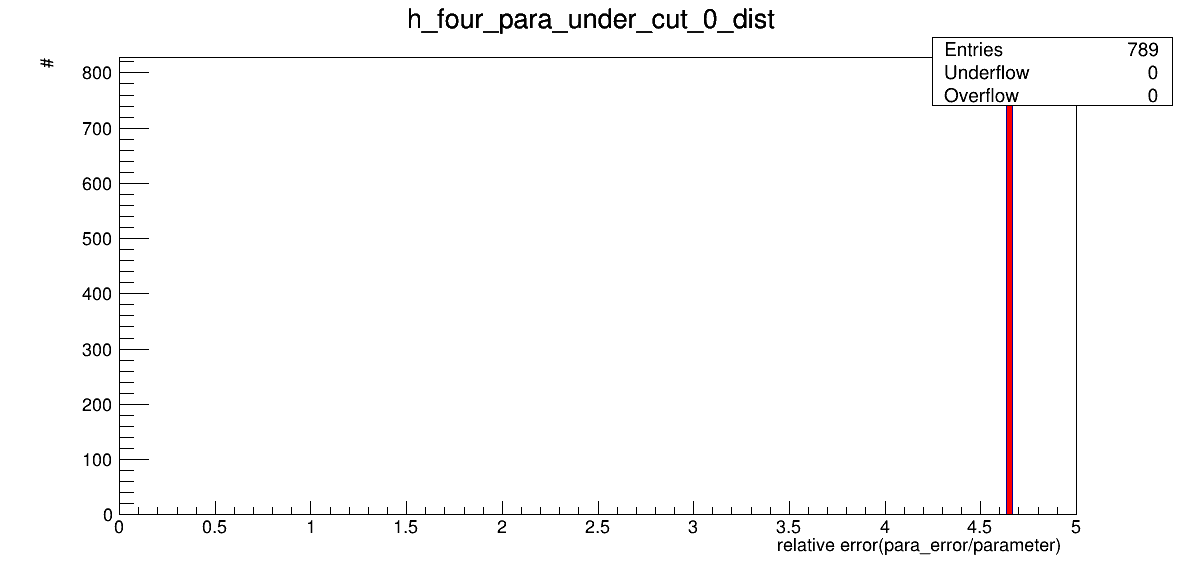 h_four_para_under_cut_0_dist
#
Entries 789
Underflow 0
Overflow 0
800
700
600
500
400
300
200
100
0
0 0.5 1 1.5 2 2.5 3 3.5 4 4.5 5
relative error(para_error/parameter)